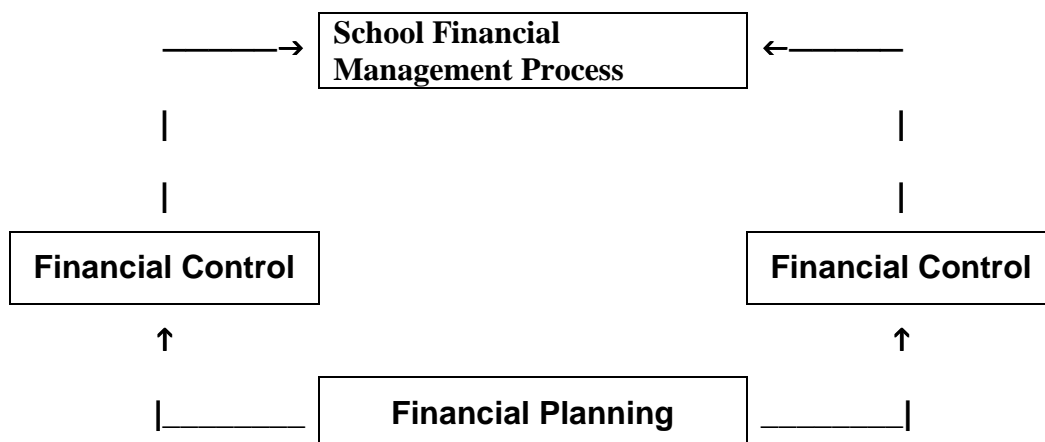 School Financial
Management Process
Financial Control
Financial Control
Financial Planning